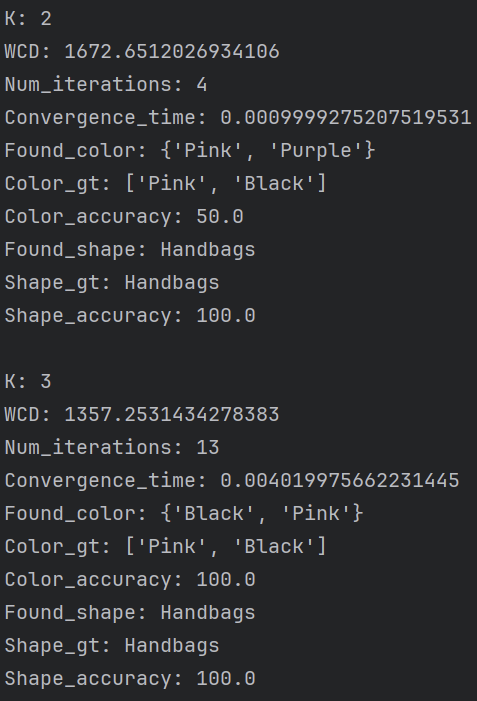 K: 2
WCD: 1672.6512026934106
Num_iterations: 4
Convergence_time: 0.0009999275207519531
Found_color: {'Pink', 'Purple'}
Color_gt: ['Pink', 'Black']
Color_accuracy: 50.0
Found_shape: Handbags
Shape_gt: Handbags
Shape_accuracy: 100.0
K: 3
WCD: 1357.2531434278383
Num_iterations: 13
Convergence_time: 0.004019975662231445
Found_color: {'Black', 'Pink'}
Color_gt: ['Pink', 'Black']
Color_accuracy: 100.0
Found_shape: Handbags
Shape_gt: Handbags
Shape_accuracy: 100.0